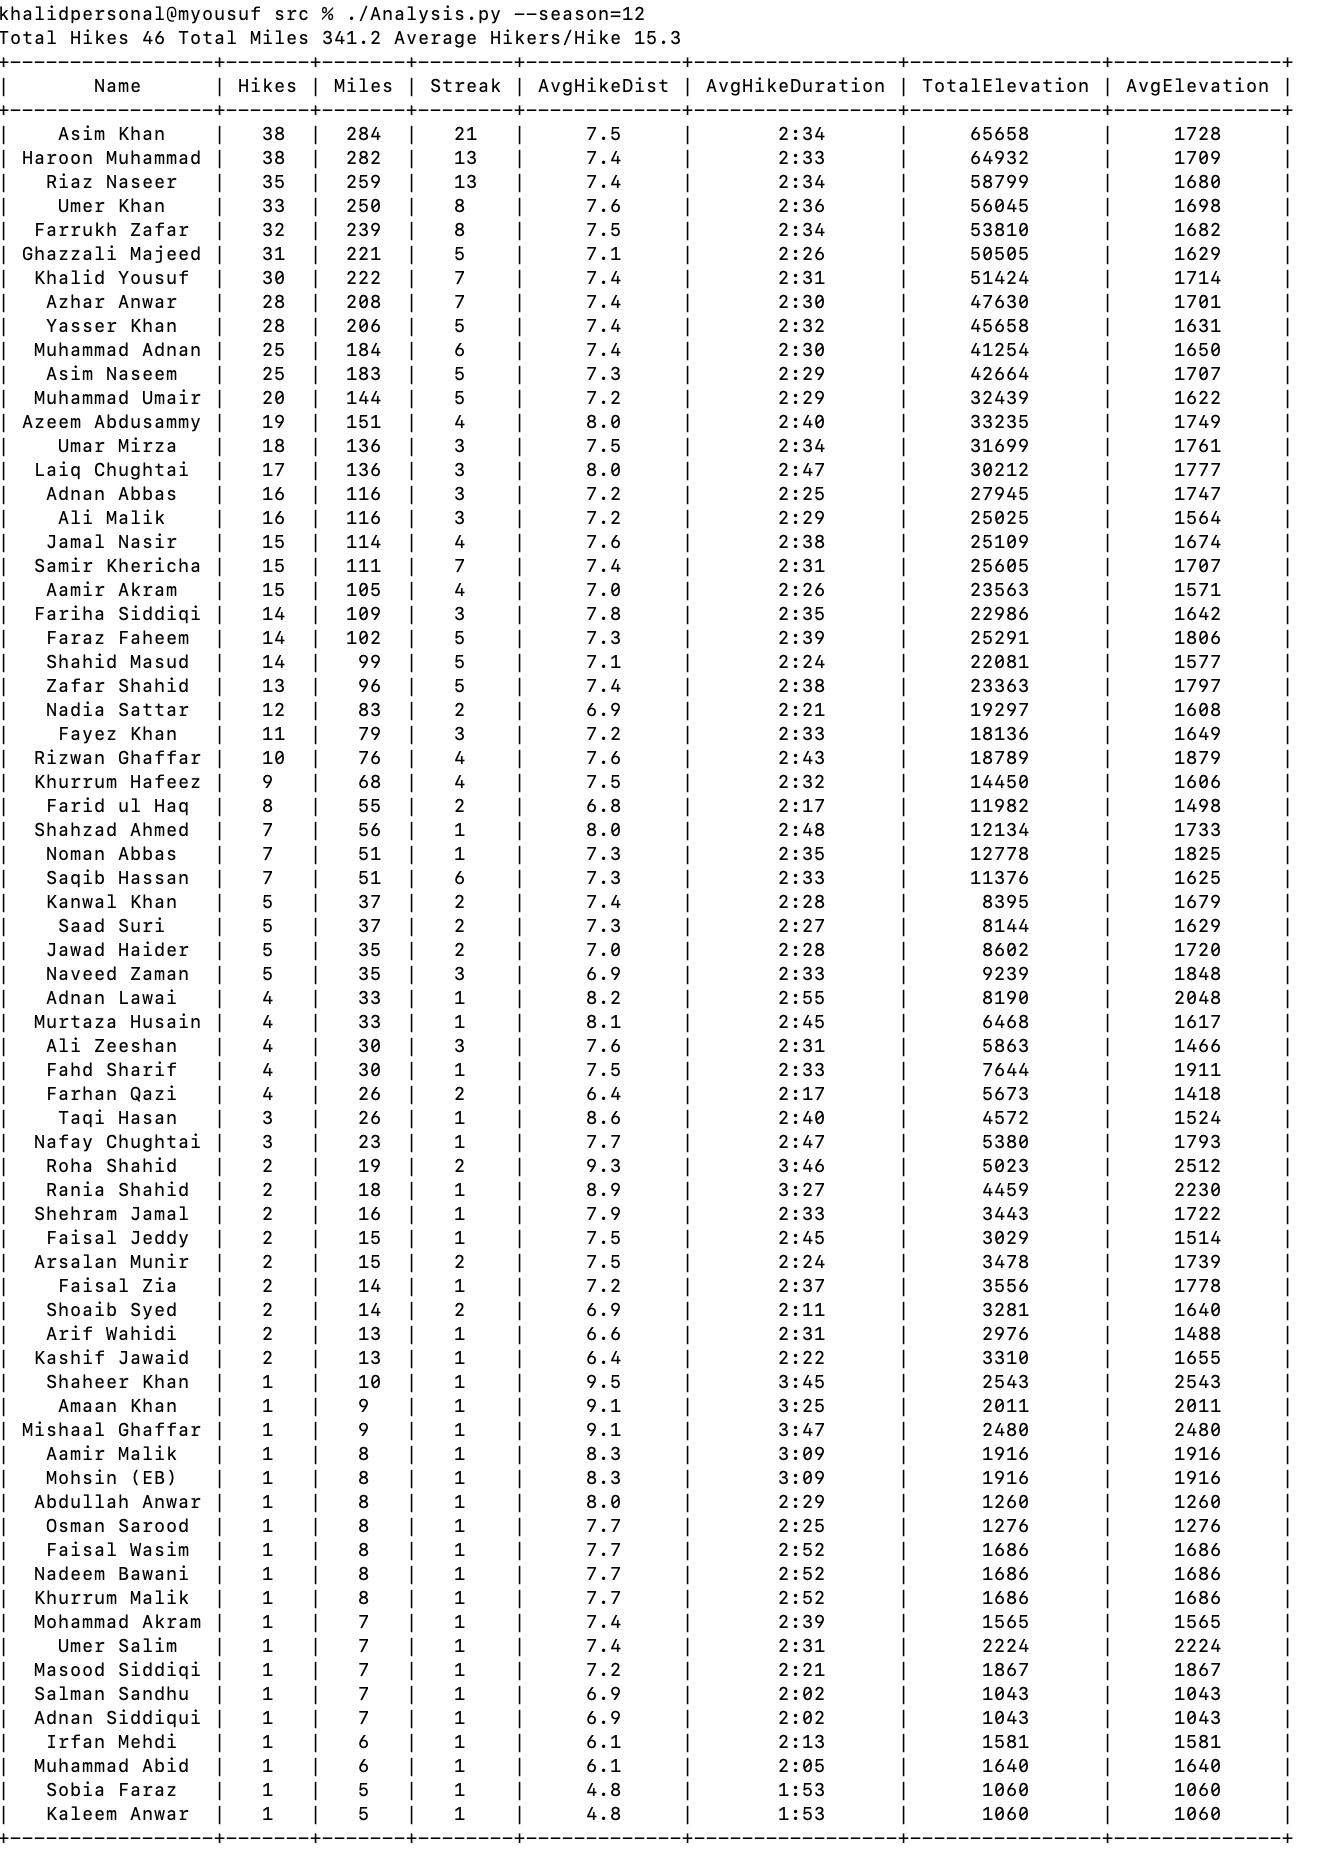 khalidpersonal@myousuf src % ./Analysis.py --season=12
Total Hikes 46 Total Miles 341.2 Average Hikers/Hike 15.3
+-----------------+-------+-------+--------+-------------+-----------------+----------------+--------------+
| Name | Hikes | Miles | Streak | AvgHikeDist | AvgHikeDuration | TotalElevation | AvgElevation |
+-----------------+-------+-------+--------+-------------+-----------------+----------------+--------------+
| Asim Khan | 38 | 284 | 21 | 7.5 | 2:34 | 65658 | 1728 |
| Haroon Muhammad | 38 | 282 | 13 | 7.4 | 2:33 | 64932 | 1709 |
| Riaz Naseer | 35 | 259 | 13 | 7.4 | 2:34 | 58799 | 1680 |
| Umer Khan | 33 | 250 | 8 | 7.6 | 2:36 | 56045 | 1698 |
| Farrukh Zafar | 32 | 239 | 8 | 7.5 | 2:34 | 53810 | 1682 |
| Ghazzali Majeed | 31 | 221 | 5 | 7.1 | 2:26 | 50505 | 1629 |
| Khalid Yousuf | 30 | 222 | 7 | 7.4 | 2:31 | 51424 | 1714 |
| Azhar Anwar | 28 | 208 | 7 | 7.4 | 2:30 | 47630 | 1701 |
| Yasser Khan | 28 | 206 | 5 | 7.4 | 2:32 | 45658 | 1631 |
| Muhammad Adnan | 25 | 184 | 6 | 7.4 | 2:30 | 41254 | 1650 |
| Asim Naseem | 25 | 183 | 5 | 7.3 | 2:29 | 42664 | 1707 |
| Muhammad Umair | 20 | 144 | 5 | 7.2 | 2:29 | 32439 | 1622 |
| Azeem Abdusammy | 19 | 151 | 4 | 8.0 | 2:40 | 33235 | 1749 |
| Umar Mirza | 18 | 136 | 3 | 7.5 | 2:34 | 31699 | 1761 |
| Laiq Chughtai | 17 | 136 | 3 | 8.0 | 2:47 | 30212 | 1777 |
| Adnan Abbas | 16 | 116 | 3 | 7.2 | 2:25 | 27945 | 1747 |
| Ali Malik | 16 | 116 | 3 | 7.2 | 2:29 | 25025 | 1564 |
| Jamal Nasir | 15 | 114 | 4 | 7.6 | 2:38 | 25109 | 1674 |
| Samir Khericha | 15 | 111 | 7 | 7.4 | 2:31 | 25605 | 1707 |
| Aamir Akram | 15 | 105 | 4 | 7.0 | 2:26 | 23563 | 1571 |
| Fariha Siddiqi | 14 | 109 | 3 | 7.8 | 2:35 | 22986 | 1642 |
| Faraz Faheem | 14 | 102 | 5 | 7.3 | 2:39 | 25291 | 1806 |
| Shahid Masud | 14 | 99 | 5 | 7.1 | 2:24 | 22081 | 1577 |
| Zafar Shahid | 13 | 96 | 5 | 7.4 | 2:38 | 23363 | 1797 |
| Nadia Sattar | 12 | 83 | 2 | 6.9 | 2:21 | 19297 | 1608 |
| Fayez Khan | 11 | 79 | 3 | 7.2 | 2:33 | 18136 | 1649 |
| Rizwan Ghaffar | 10 | 76 | 4 | 7.6 | 2:43 | 18789 | 1879 |
| Khurrum Hafeez | 9 | 68 | 4 | 7.5 | 2:32 | 14450 | 1606 |
| Farid ul Haq | 8 | 55 | 2 | 6.8 | 2:17 | 11982 | 1498 |
| Shahzad Ahmed | 7 | 56 | 1 | 8.0 | 2:48 | 12134 | 1733 |
| Noman Abbas | 7 | 51 | 1 | 7.3 | 2:35 | 12778 | 1825 |
| Saqib Hassan | 7 | 51 | 6 | 7.3 | 2:33 | 11376 | 1625 |
| Kanwal Khan | 5 | 37 | 2 | 7.4 | 2:28 | 8395 | 1679 |
| Saad Suri | 5 | 37 | 2 | 7.3 | 2:27 | 8144 | 1629 |
| Jawad Haider | 5 | 35 | 2 | 7.0 | 2:28 | 8602 | 1720 |
| Naveed Zaman | 5 | 35 | 3 | 6.9 | 2:33 | 9239 | 1848 |
| Adnan Lawai | 4 | 33 | 1 | 8.2 | 2:55 | 8190 | 2048 |
| Murtaza Husain | 4 | 33 | 1 | 8.1 | 2:45 | 6468 | 1617 |
| Ali Zeeshan | 4 | 30 | 3 | 7.6 | 2:31 | 5863 | 1466 |
| Fahd Sharif | 4 | 30 | 1 | 7.5 | 2:33 | 7644 | 1911 |
| Farhan Qazi | 4 | 26 | 2 | 6.4 | 2:17 | 5673 | 1418 |
| Taqi Hasan | 3 | 26 | 1 | 8.6 | 2:40 | 4572 | 1524 |
| Nafay Chughtai | 3 | 23 | 1 | 7.7 | 2:47 | 5380 | 1793 |
| Roha Shahid | 2 | 19 | 2 | 9.3 | 3:46 | 5023 | 2512 |
| Rania Shahid | 2 | 18 | 1 | 8.9 | 3:27 | 4459 | 2230 |
| Shehram Jamal | 2 | 16 | 1 | 7.9 | 2:33 | 3443 | 1722 |
| Faisal Jeddy | 2 | 15 | 1 | 7.5 | 2:45 | 3029 | 1514 |
| Arsalan Munir | 2 | 15 | 2 | 7.5 | 2:24 | 3478 | 1739 |
| Faisal Zia | 2 | 14 | 1 | 7.2 | 2:37 | 3556 | 1778 |
| Shoaib Syed | 2 | 14 | 2 | 6.9 | 2:11 | 3281 | 1640 |
| Arif Wahidi | 2 | 13 | 1 | 6.6 | 2:31 | 2976 | 1488 |
| Kashif Jawaid | 2 | 13 | 1 | 6.4 | 2:22 | 3310 | 1655 |
| Shaheer Khan | 1 | 10 | 1 | 9.5 | 3:45 | 2543 | 2543 |
| Amaan Khan | 1 | 9 | 1 | 9.1 | 3:25 | 2011 | 2011 |
| Mishaal Ghaffar | 1 | 9 | 1 | 9.1 | 3:47 | 2480 | 2480 |
| Aamir Malik | 1 | 8 | 1 | 8.3 | 3:09 | 1916 | 1916 |
| Mohsin (EB) | 1 | 8 | 1 | 8.3 | 3:09 | 1916 | 1916 |
| Abdullah Anwar | 1 | 8 | 1 | 8.0 | 2:29 | 1260 | 1260 |
| Osman Sarood | 1 | 8 | 1 | 7.7 | 2:25 | 1276 | 1276 |
| Faisal Wasim | 1 | 8 | 1 | 7.7 | 2:52 | 1686 | 1686 |
| Nadeem Bawani | 1 | 8 | 1 | 7.7 | 2:52 | 1686 | 1686 |
| Khurrum Malik | 1 | 8 | 1 | 7.7 | 2:52 | 1686 | 1686 |
| Mohammad Akram | 1 | 7 | 1 | 7.4 | 2:39 | 1565 | 1565 |
| Umer Salim | 1 | 7 | 1 | 7.4 | 2:31 | 2224 | 2224 |
| Masood Siddiqi | 1 | 7 | 1 | 7.2 | 2:21 | 1867 | 1867 |
| Salman Sandhu | 1 | 7 | 1 | 6.9 | 2:02 | 1043 | 1043 |
| Adnan Siddiqui | 1 | 7 | 1 | 6.9 | 2:02 | 1043 | 1043 |
| Irfan Mehdi | 1 | 6 | 1 | 6.1 | 2:13 | 1581 | 1581 |
| Muhammad Abid | 1 | 6 | 1 | 6.1 | 2:05 | 1640 | 1640 |
| Sobia Faraz | 1 | 5 | 1 | 4.8 | 1:53 | 1060 | 1060 |
| Kaleem Anwar | 1 | 5 | 1 | 4.8 | 1:53 | 1060 | 1060 |
+-----------------+-------+-------+--------+-------------+-----------------+----------------+--------------+